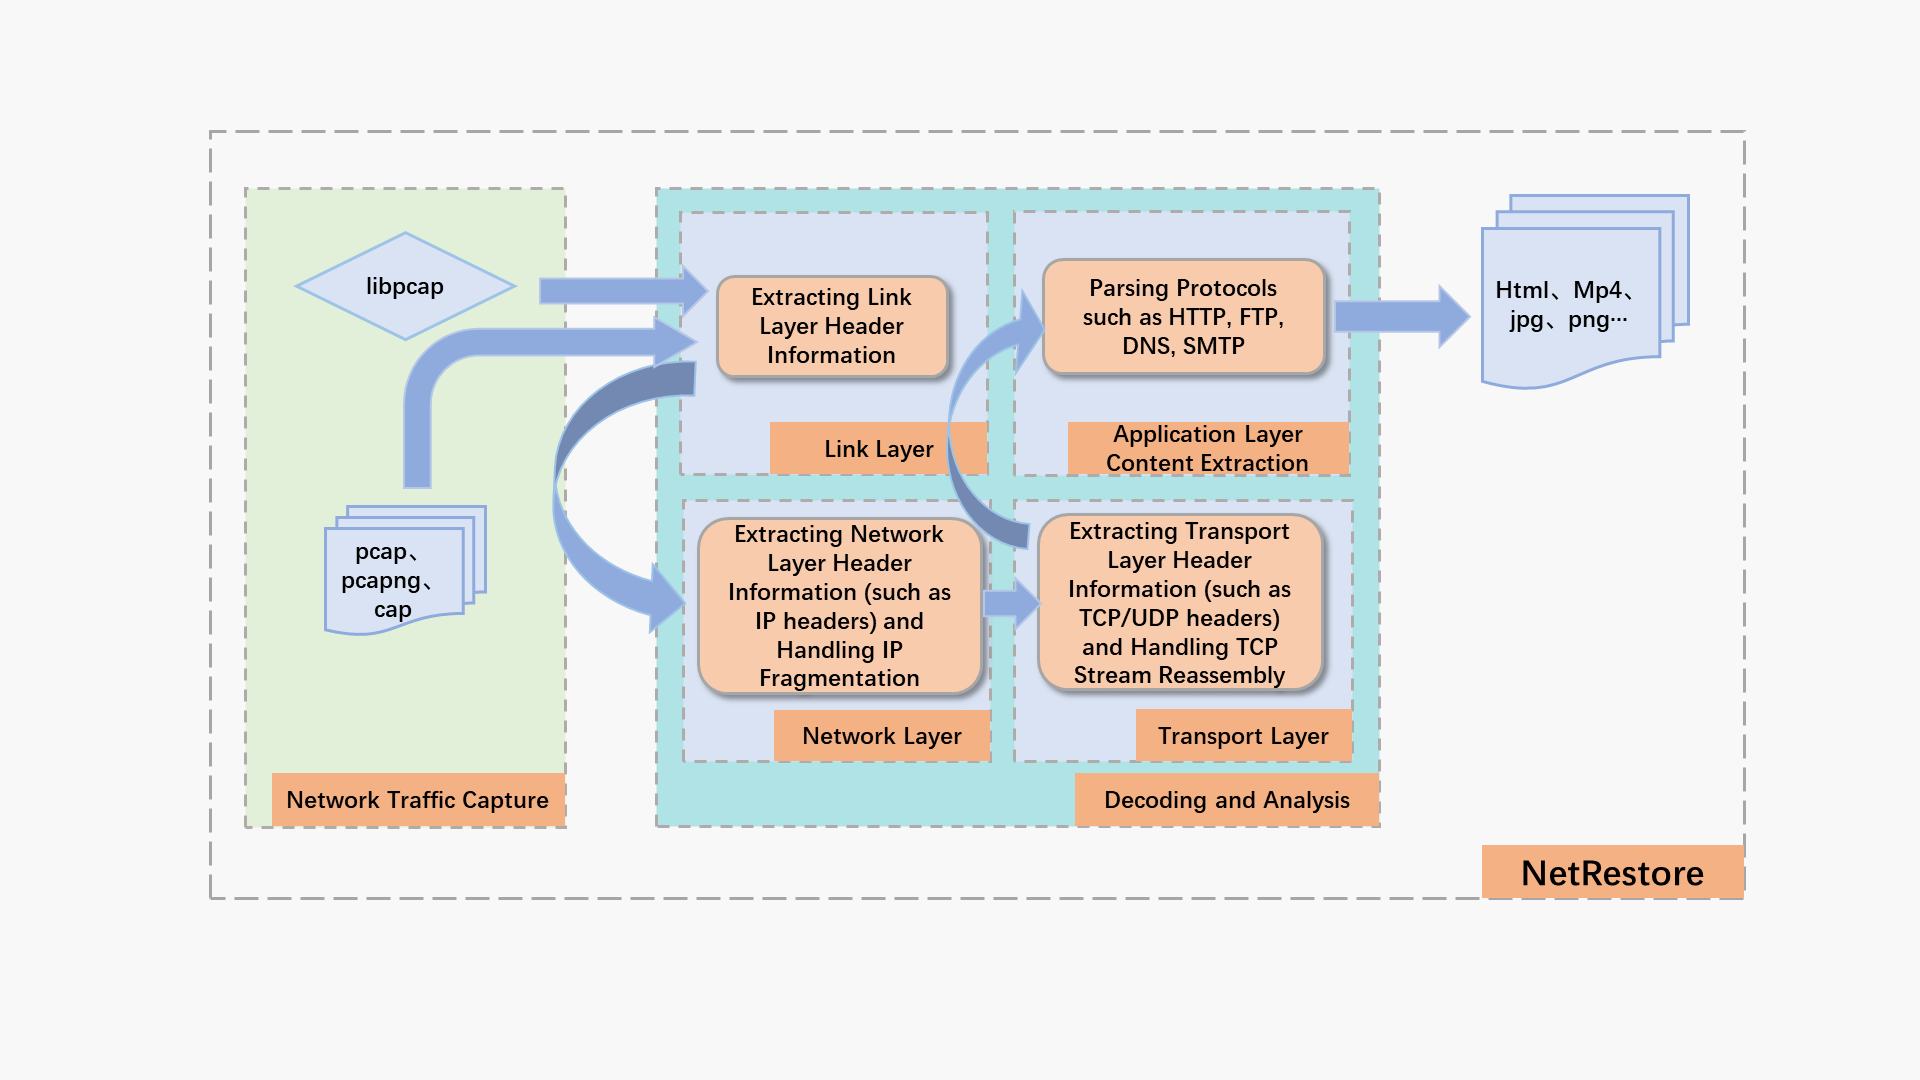 libpcap
pcap、
pcapng、
cap
Network Traffic Capture
Extracting Link
Layer Header
Information
Link Layer
Parsing Protocols
such as HTTP, FTP,
DNS, SMTP
Application Layer
Content Extraction
Extracting Network
Layer Header
Information (such as
IP headers) and
Handling IP
Fragmentation
Network Layer
Extracting Transport
Layer Header
Information (such as
TCP/UDP headers)
and Handling TCP
Stream Reassembly
Transport Layer
Decoding and Analysis
Html、Mp4、
jpg、png…
NetRestore